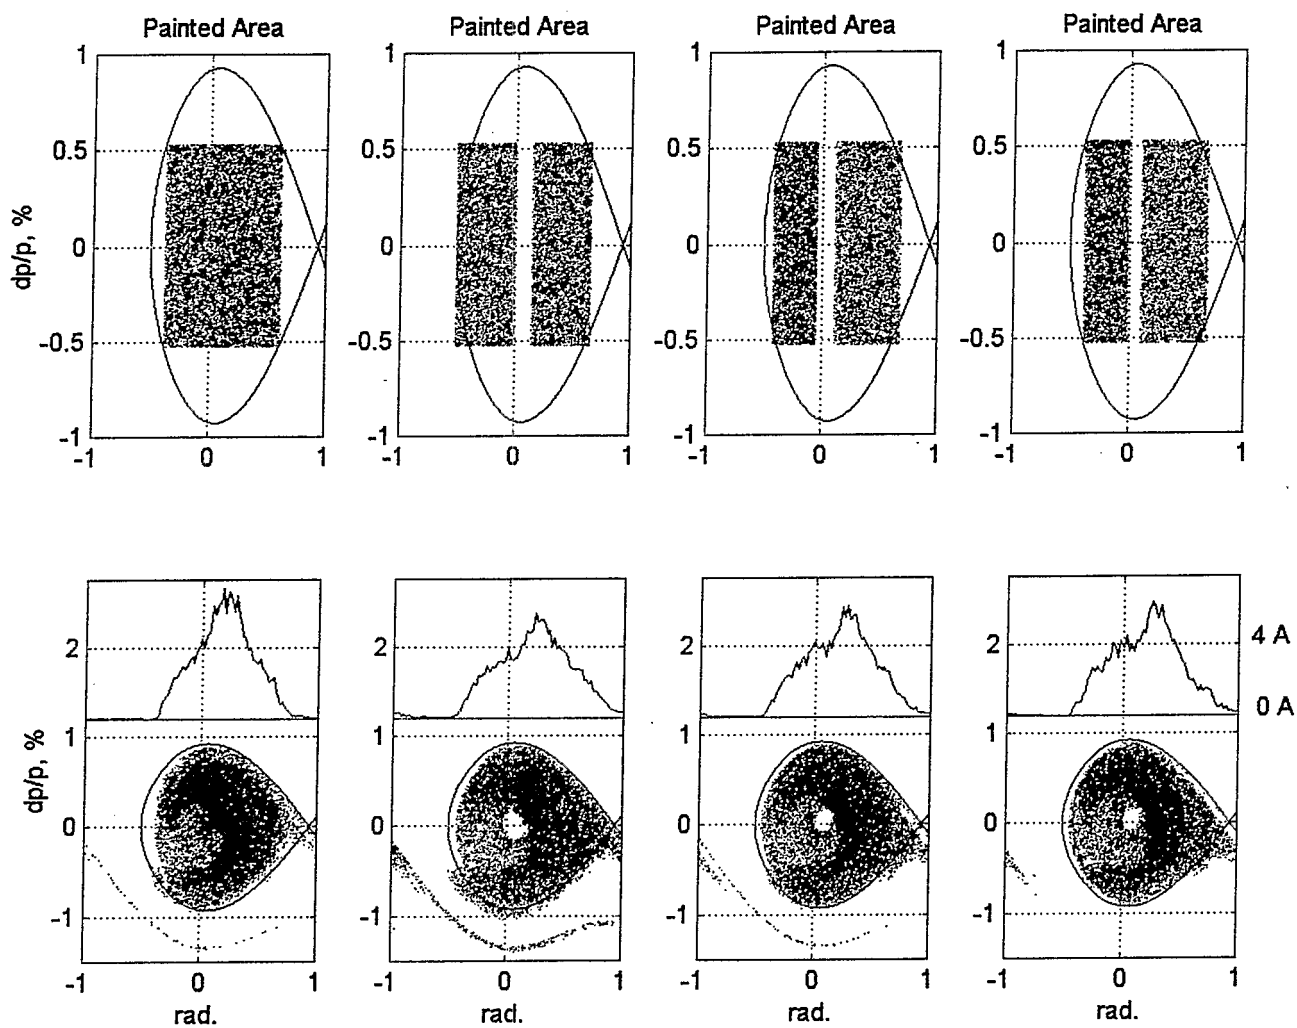 Painted Area Painted Area Painted Area Painted Area
1 1 1 1
0.5 0.5 0.5 0.5
dp/p, %
0 0 0 0
-0.5 -0.5 -0.5 -0.5
-1 -1 -1 -1
-1 0 1 -1 0 1 -1 0 1 -1 0 1
2 2 2 2 4 A
0 A
1 1 1 1
dp/p, %
0 0 0 0
-1 -1 -1 -1
-1 0 1 -1 0 1 -1 0 1 -1 0 1
rad. rad. rad. rad.